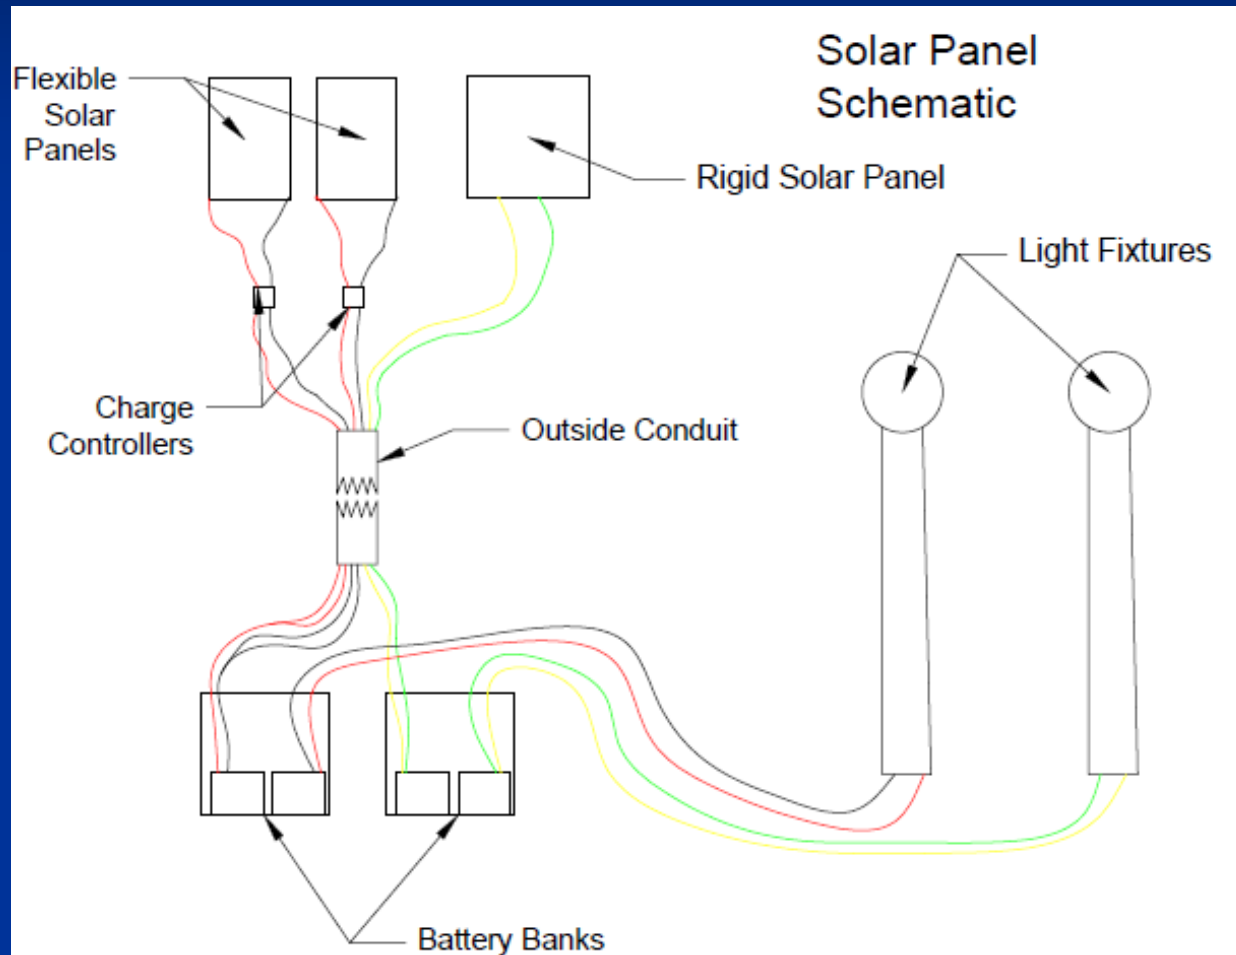 Solar Panel
Schematic
Flexible
Solar
Panels
Rigid Solar Panel
Light Fixtures
Charge
Controllers
Outside Conduit
Battery Banks